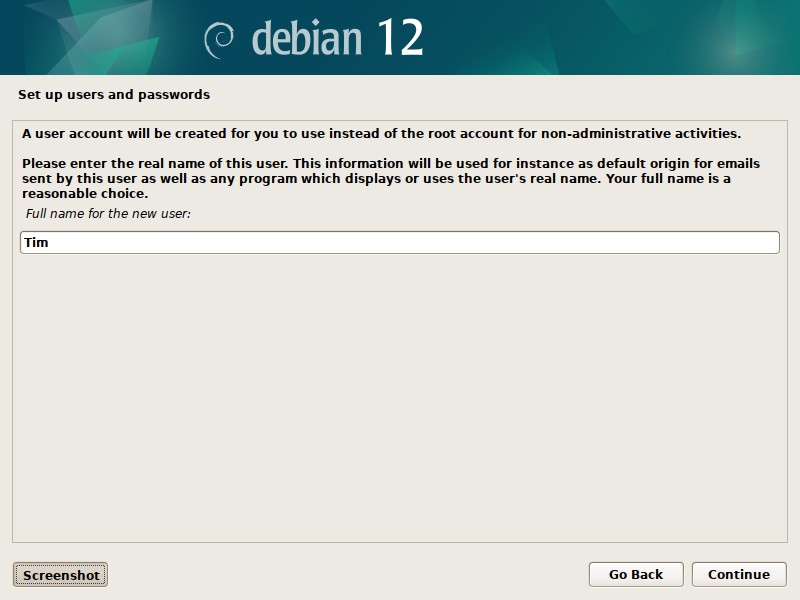 debian 12
Set up users and passwords
A user account will be created for you to use instead of the root account for non-administrative activities.
Please enter the real name of this user. This information will be used for instance as default origin for emails
sent by this user as well as any program which displays or uses the user's real name. Your full name is a
reasonable choice.
Full name for the new user:
Tim
Screenshot
Go Back
Continue